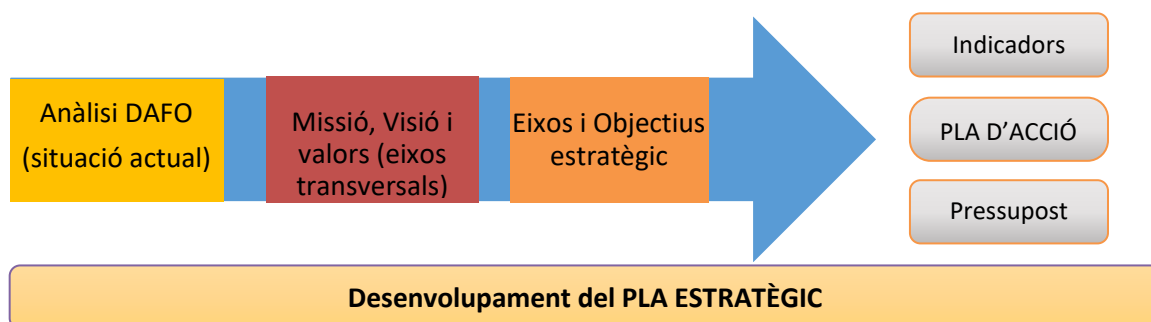 Anàlisi DAFO
(situació actual)
Missió, Visió i
valors (eixos
transversals)
Eixos i Objectius
estratègic
Indicadors
PLA D’ACCIÓ
Pressupost
Desenvolupament del PLA ESTRATÈGIC